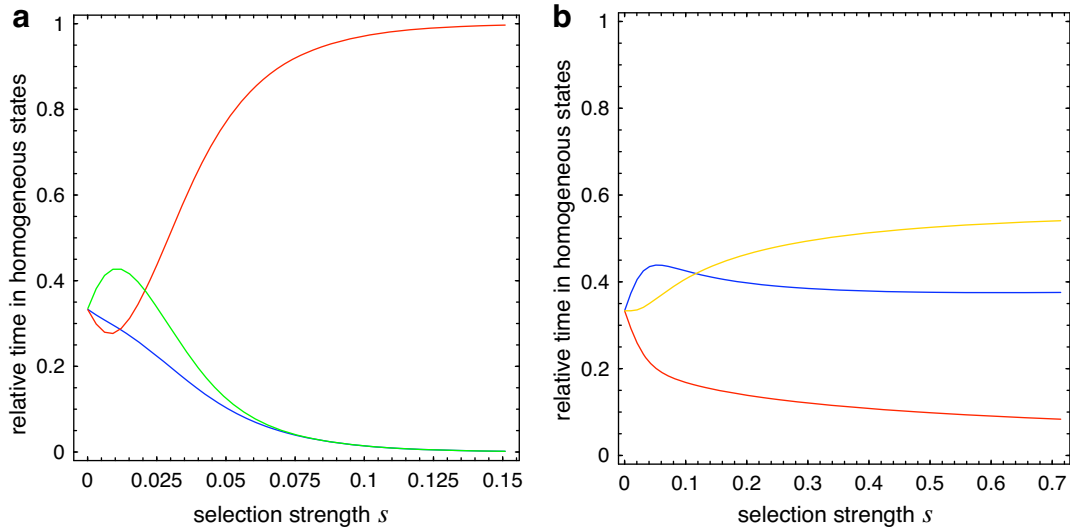 a
relative time in homogeneous states
1
0.8
0.6
0.4
0.2
0
0 0.025 0.05 0.075 0.1 0.125 0.15
selection strength s
b
relative time in homogeneous states
1
0.8
0.6
0.4
0.2
0
0 0.1 0.2 0.3 0.4 0.5 0.6 0.7
selection strength s